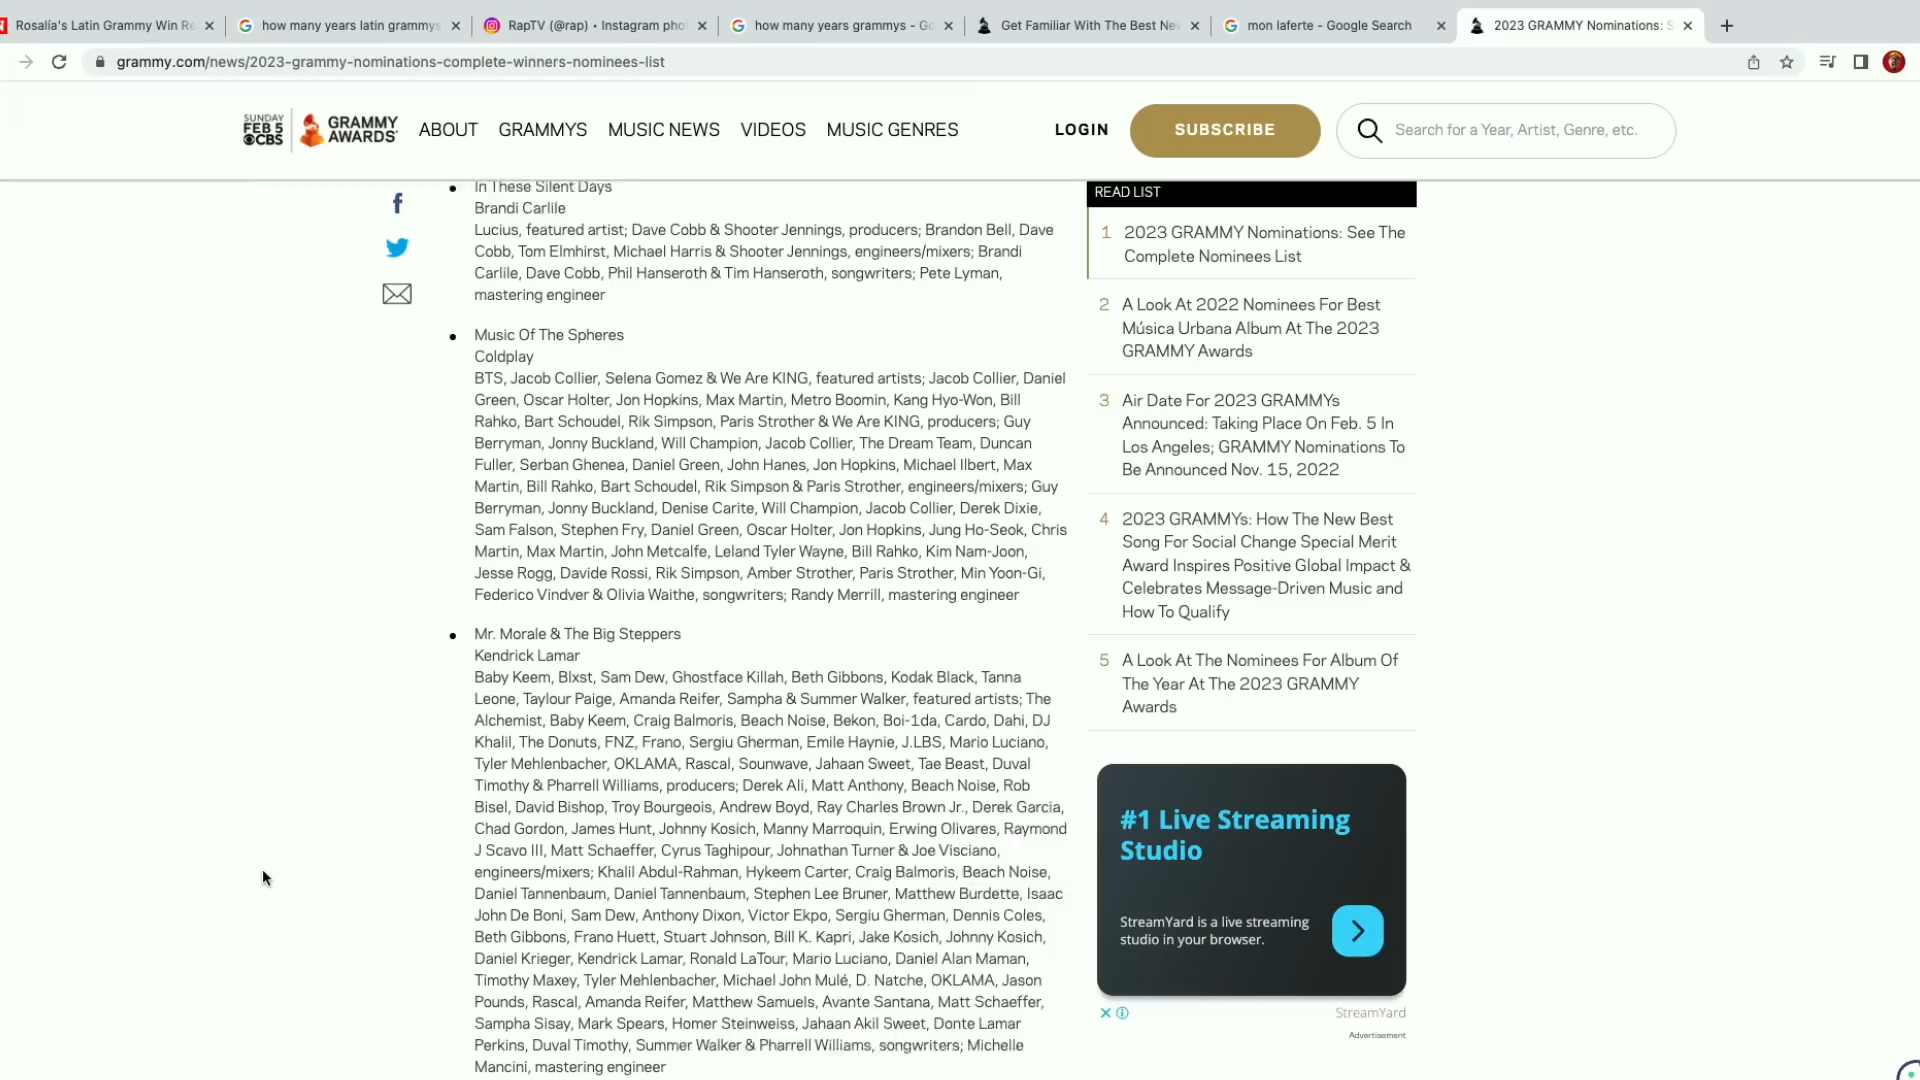 Rosalía's Latin Grammy Win Re
how many years latin grammys
RapTV (@rap) • Instagram pho
how many years grammys - Go
Get Familiar With The Best Ne
mon laferte - Google Search
2023 GRAMMY Nominations: S
grammy.com/news/2023-grammy-nominations-complete-winners-nominees-list
SUNDAY
FEB 5
CBS
GRAMMY
AWARDS
ABOUT
GRAMMYS
MUSIC NEWS
VIDEOS
MUSIC GENRES
LOGIN
SUBSCRIBE
Search for a Year, Artist, Genre, etc.
In These Silent Days
Brandi Carlile
Lucius, featured artist; Dave Cobb & Shooter Jennings, producers; Brandon Bell, Dave
Cobb, Tom Elmhirst, Michael Harris & Shooter Jennings, engineers/mixers; Brandi
Carlile, Dave Cobb, Phil Hanseroth & Tim Hanseroth, songwriters; Pete Lyman,
mastering engineer
Music Of The Spheres
Coldplay
BTS, Jacob Collier, Selena Gomez & We Are KING, featured artists; Jacob Collier, Daniel
Green, Oscar Holter, Jon Hopkins, Max Martin, Metro Boomin, Kang Hyo-Won, Bill
Rahko, Bart Schoudel, Rik Simpson, Paris Strother & We Are KING, producers; Guy
Berryman, Jonny Buckland, Will Champion, Jacob Collier, The Dream Team, Duncan
Fuller, Serban Ghenea, Daniel Green, John Hanes, Jon Hopkins, Michael Ilbert, Max
Martin, Bill Rahko, Bart Schoudel, Rik Simpson & Paris Strother, engineers/mixers; Guy
Berryman, Jonny Buckland, Denise Carite, Will Champion, Jacob Collier, Derek Dixie,
Sam Falson, Stephen Fry, Daniel Green, Oscar Holter, Jon Hopkins, Jung Ho-Seok, Chris
Martin, Max Martin, John Metcalfe, Leland Tyler Wayne, Bill Rahko, Kim Nam-Joon,
Jesse Rogg, Davide Rossi, Rik Simpson, Amber Strother, Paris Strother, Min Yoon-Gi,
Federico Vindver & Olivia Waithe, songwriters; Randy Merrill, mastering engineer
Mr. Morale & The Big Steppers
Kendrick Lamar
Baby Keem, Blxst, Sam Dew, Ghostface Killah, Beth Gibbons, Kodak Black, Tanna
Leone, Taylour Paige, Amanda Reifer, Sampha & Summer Walker, featured artists; The
Alchemist, Baby Keem, Craig Balmoris, Beach Noise, Bekon, Boi-1da, Cardo, Dahi, DJ
Khalil, The Donuts, FNZ, Frano, Sergiu Gherman, Emile Haynie, J.LBS, Mario Luciano,
Tyler Mehlenbacher, OKLAMA, Rascal, Sounwave, Jahaan Sweet, Tae Beast, Duval
Timothy & Pharrell Williams, producers; Derek Ali, Matt Anthony, Beach Noise, Rob
Bisel, David Bishop, Troy Bourgeois, Andrew Boyd, Ray Charles Brown Jr., Derek Garcia,
Chad Gordon, James Hunt, Johnny Kosich, Manny Marroquin, Erwing Olivares, Raymond
J Scavo III, Matt Schaeffer, Cyrus Taghipour, Johnathan Turner & Joe Visciano,
engineers/mixers; Khalil Abdul-Rahman, Hykeem Carter, Craig Balmoris, Beach Noise,
Daniel Tannenbaum, Daniel Tannenbaum, Stephen Lee Bruner, Matthew Burdette, Isaac
John De Boni, Sam Dew, Anthony Dixon, Victor Ekpo, Sergiu Gherman, Dennis Coles,
Beth Gibbons, Frano Huett, Stuart Johnson, Bill K. Kapri, Jake Kosich, Johnny Kosich,
Daniel Krieger, Kendrick Lamar, Ronald LaTour, Mario Luciano, Daniel Alan Maman,
Timothy Maxey, Tyler Mehlenbacher, Michael John Mulé, D. Natche, OKLAMA, Jason
Pounds, Rascal, Amanda Reifer, Matthew Samuels, Avante Santana, Matt Schaeffer,
Sampha Sisay, Mark Spears, Homer Steinweiss, Jahaan Akil Sweet, Donte Lamar
Perkins, Duval Timothy, Summer Walker & Pharrell Williams, songwriters; Michelle
Mancini, mastering engineer
READ LIST
1 2023 GRAMMY Nominations: See The
Complete Nominees List
2 A Look At 2022 Nominees For Best
Música Urbana Album At The 2023
GRAMMY Awards
3 Air Date For 2023 GRAMMYs
Announced: Taking Place On Feb. 5 In
Los Angeles; GRAMMY Nominations To
Be Announced Nov. 15, 2022
4 2023 GRAMMYs: How The New Best
Song For Social Change Special Merit
Award Inspires Positive Global Impact &
Celebrates Message-Driven Music and
How To Qualify
5 A Look At The Nominees For Album Of
The Year At The 2023 GRAMMY
Awards
#1 Live Streaming
Studio
StreamYard is a live streaming
studio in your browser.
StreamYard
Advertisement